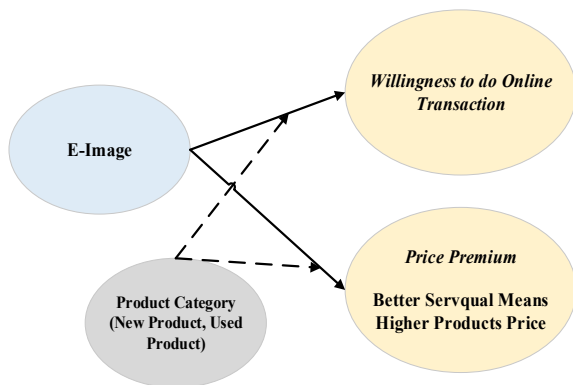 Willingness to do Online
Transaction
E-Image
Price Premium
Better Servqual Means
Higher Products Price
Product Category
(New Product, Used
Product)